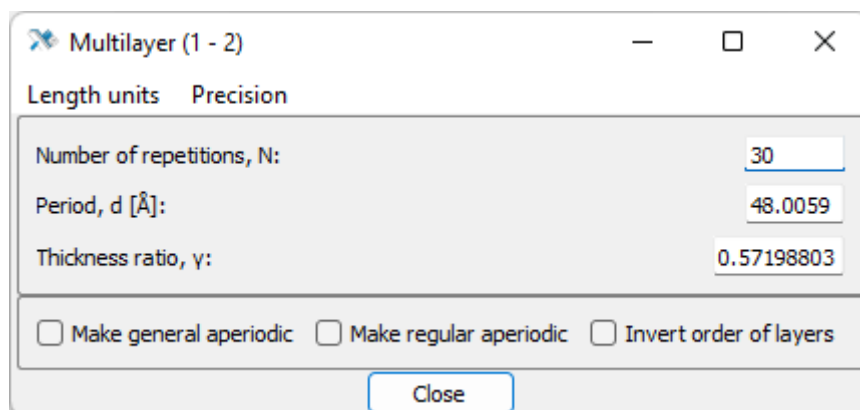 Multilayer (1 - 2)
Length units Precision
Number of repetitions, N: 30
Period, d [Å]: 48.0059
Thickness ratio, γ: 0.57198803
Make general aperiodic Make regular aperiodic Invert order of layers
Close